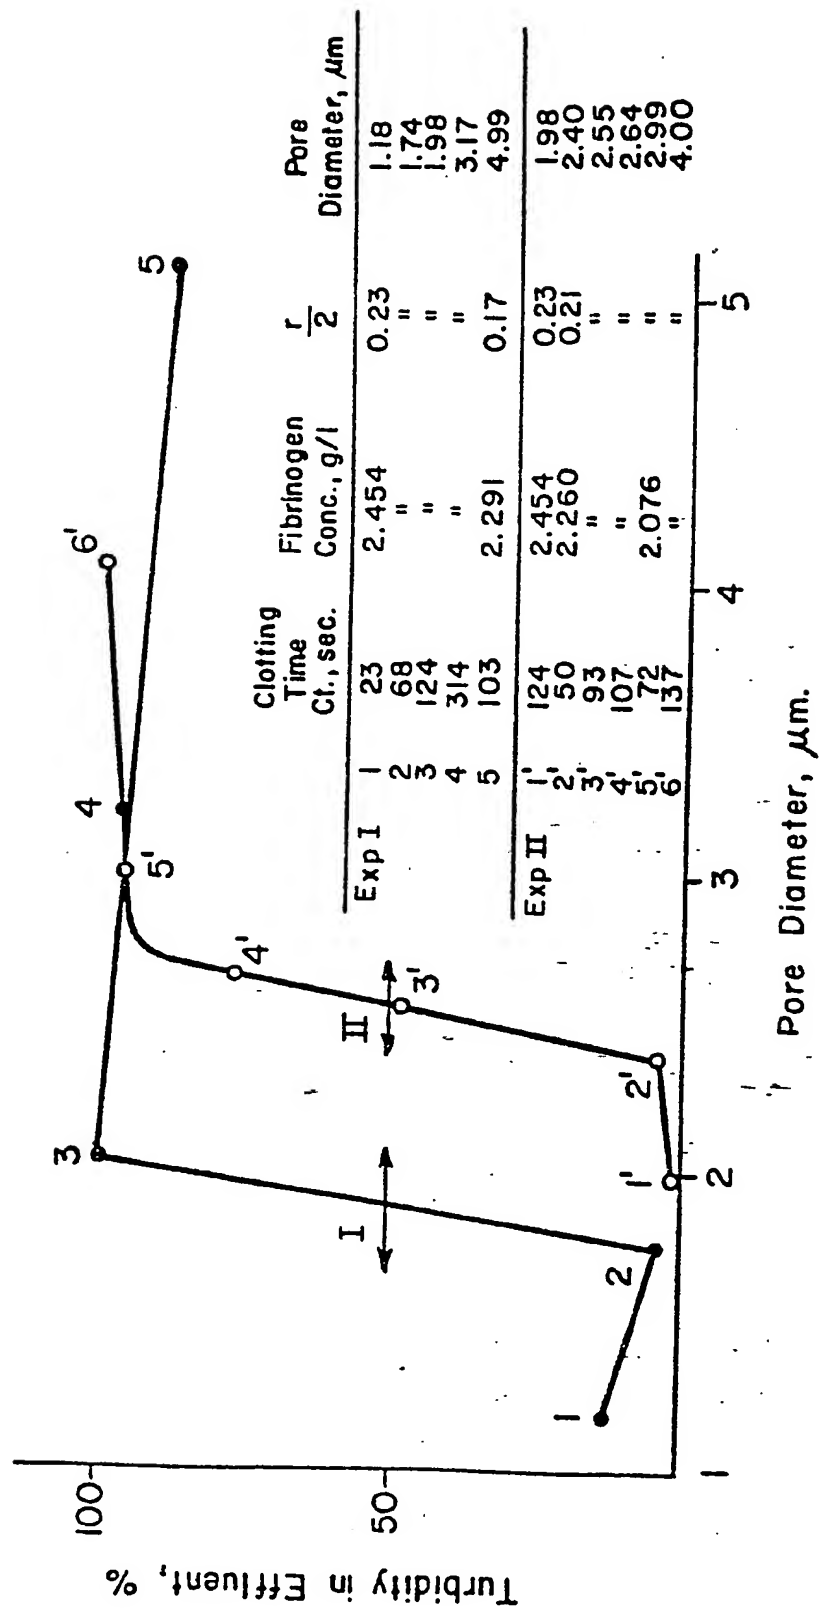 Turbidity in Effluent, %
100
50
1
2
3
4
5
Pore Diameter, μm.
1
2
3
4
5
I
1'
2'
3'
4'
5'
6'
II
Clotting Time Ct., sec.
Fibrinogen Conc., g/l
r/2
Pore Diameter, μm
Exp I
1 23 2.454 0.23 1.18
2 68 " " 1.74
3 124 " " 1.98
4 314 " " 3.17
5 103 2.291 0.17 4.99
Exp II
1' 124 2.454 0.23 1.98
2' 50 2.260 0.21 2.40
3' 93 " " 2.55
4' 107 " " 2.64
5' 72 2.076 " 2.99
6' 137 " " 4.00